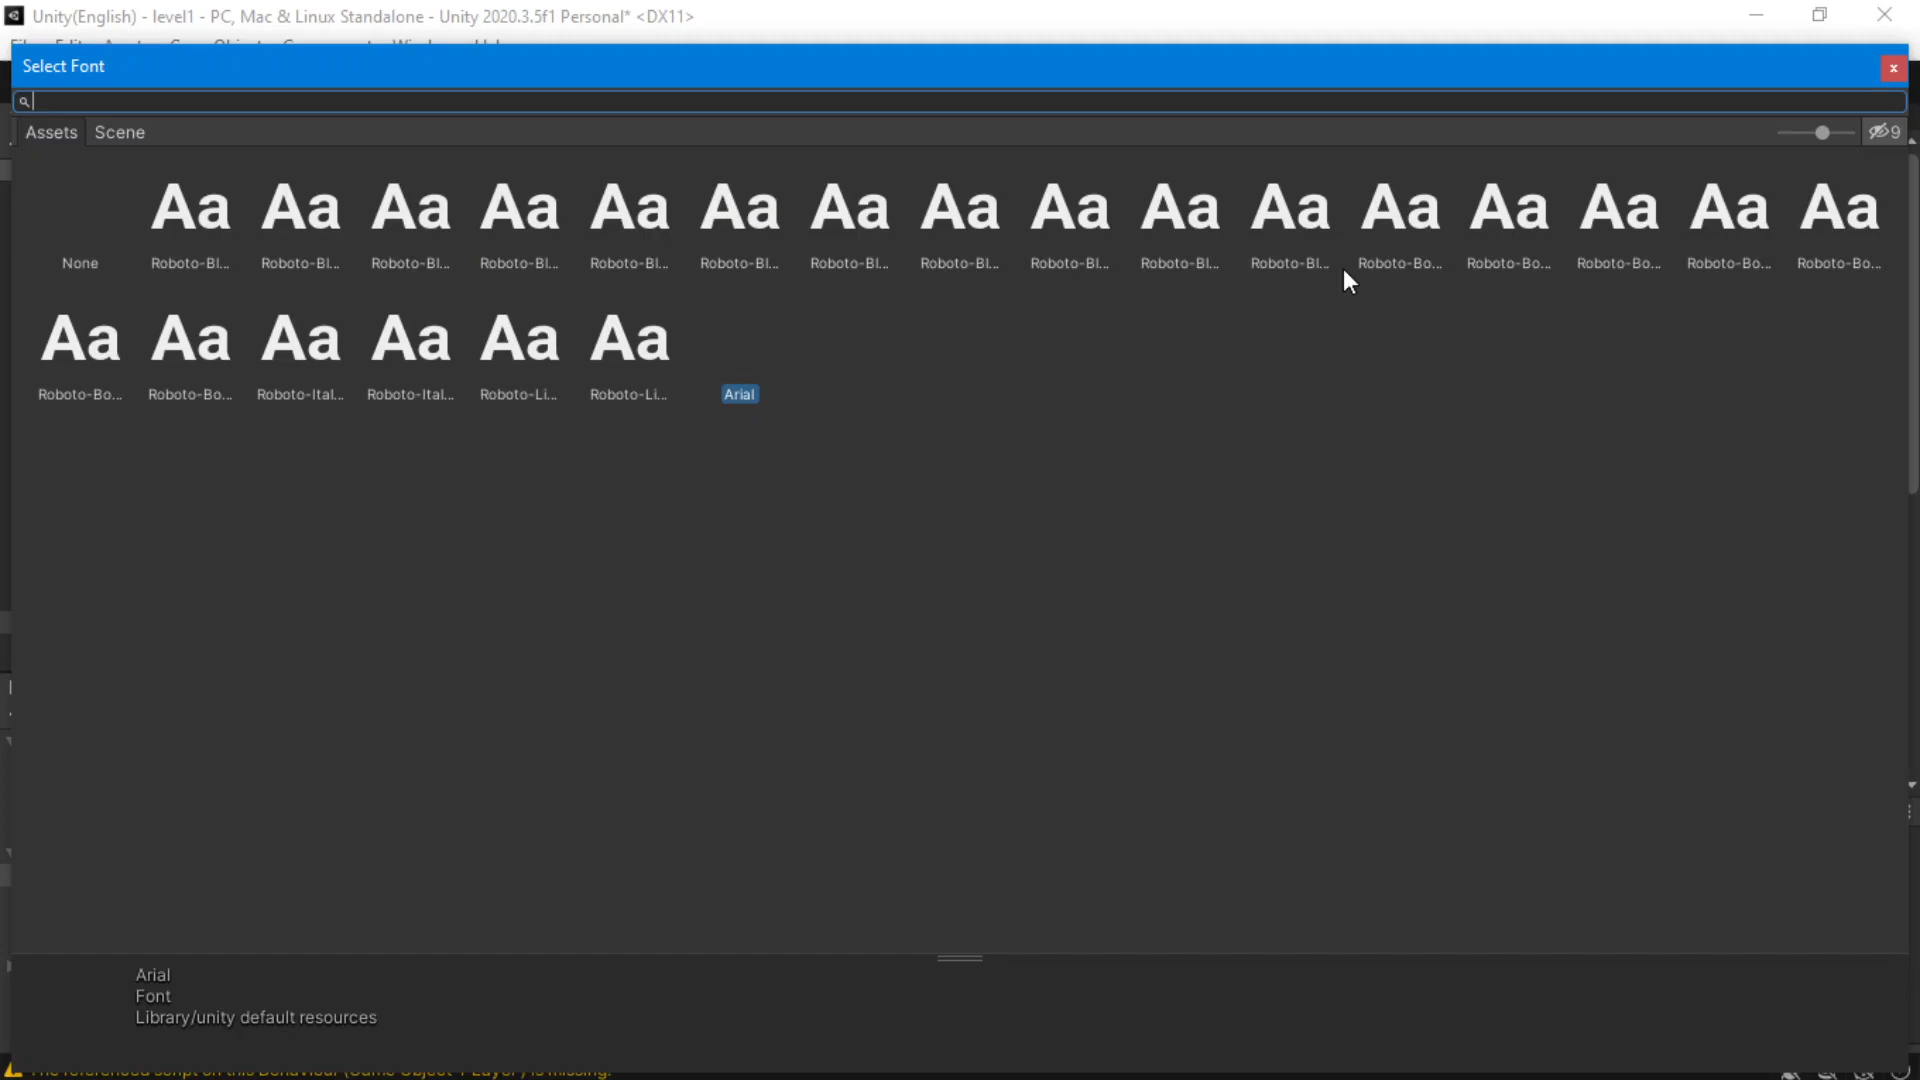 Unity(English) - level1 - PC, Mac & Linux Standalone - Unity 2020.3.5f1 Personal* <DX11>
Select Font
x
Assets Scene
9
None Roboto-Bl... Roboto-Bl... Roboto-Bl... Roboto-Bl... Roboto-Bl... Roboto-Bl... Roboto-Bl... Roboto-Bl... Roboto-Bl... Roboto-Bl... Roboto-Bl... Roboto-Bo... Roboto-Bo... Roboto-Bo... Roboto-Bo... Roboto-Bo...
Aa Aa Aa Aa Aa Aa Aa Aa Aa Aa Aa Aa Aa Aa Aa Aa
Aa Aa Aa Aa Aa Aa
Roboto-Bo... Roboto-Bo... Roboto-Ital... Roboto-Ital... Roboto-Li... Roboto-Li... Arial
Arial
Font
Library/unity default resources